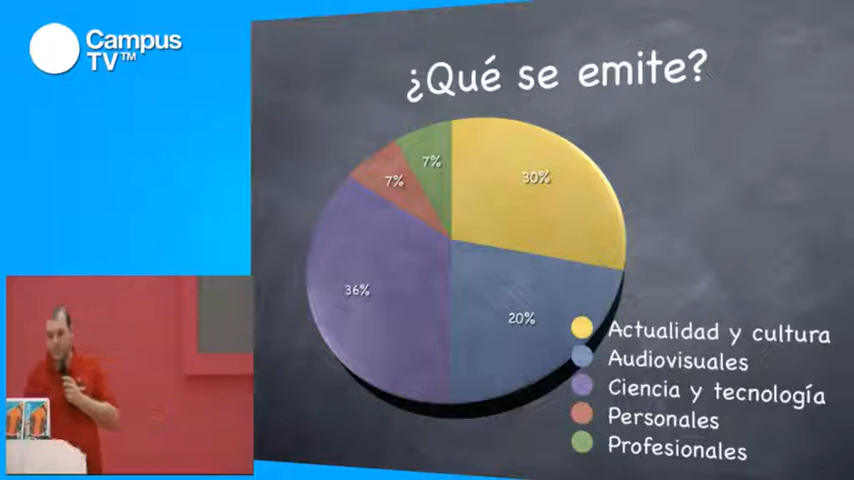 Campus
TV™
¿Qué se emite?
7%
7%
30%
36%
20%
Actualidad y cultura
Audiovisuales
Ciencia y tecnología
Personales
Profesionales